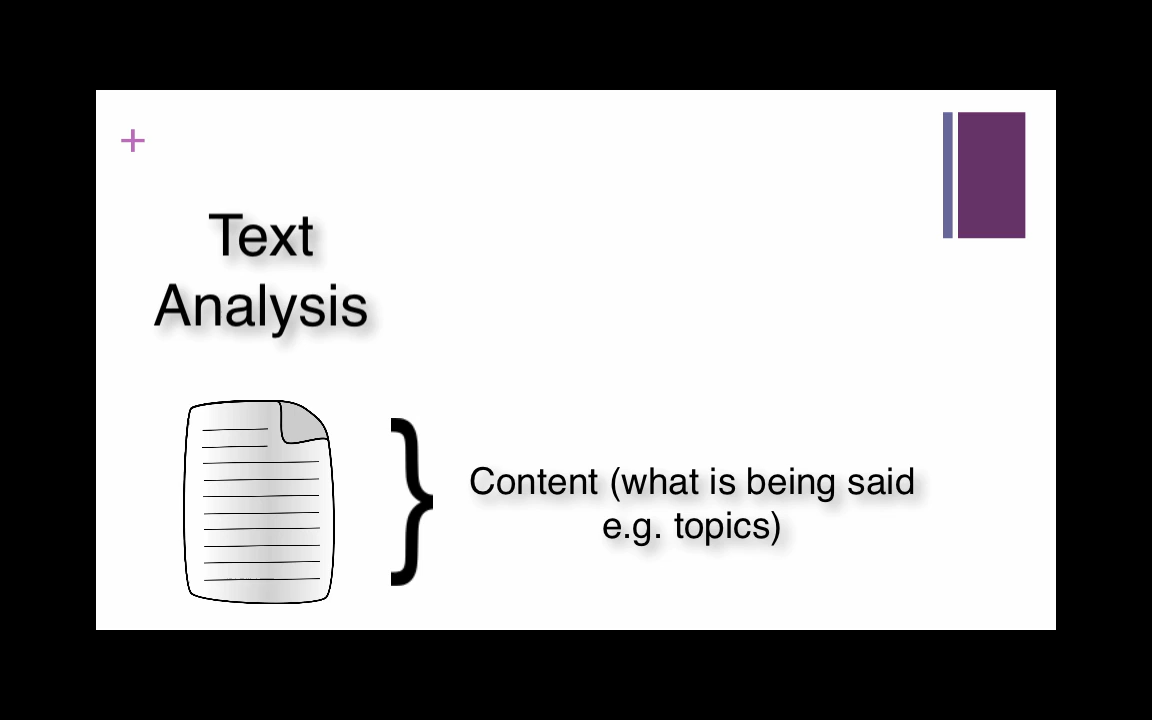 +
Text
Analysis
Content (what is being said
e.g. topics)